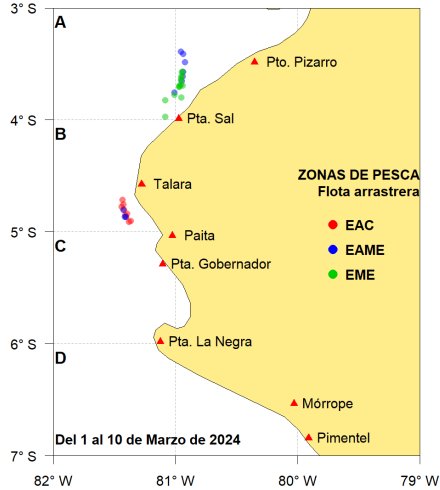 3° S
A
Pto. Pizarro
4° S
Pta. Sal
B
ZONAS DE PESCA
Flota arrastrera
Talara
EAC
5° S
Paita
EAME
C
Pta. Gobernador
EME
6° S
Pta. La Negra
D
Mórrope
Del 1 al 10 de Marzo de 2024
Pimentel
7° S
82° W
81° W
80° W
79° W